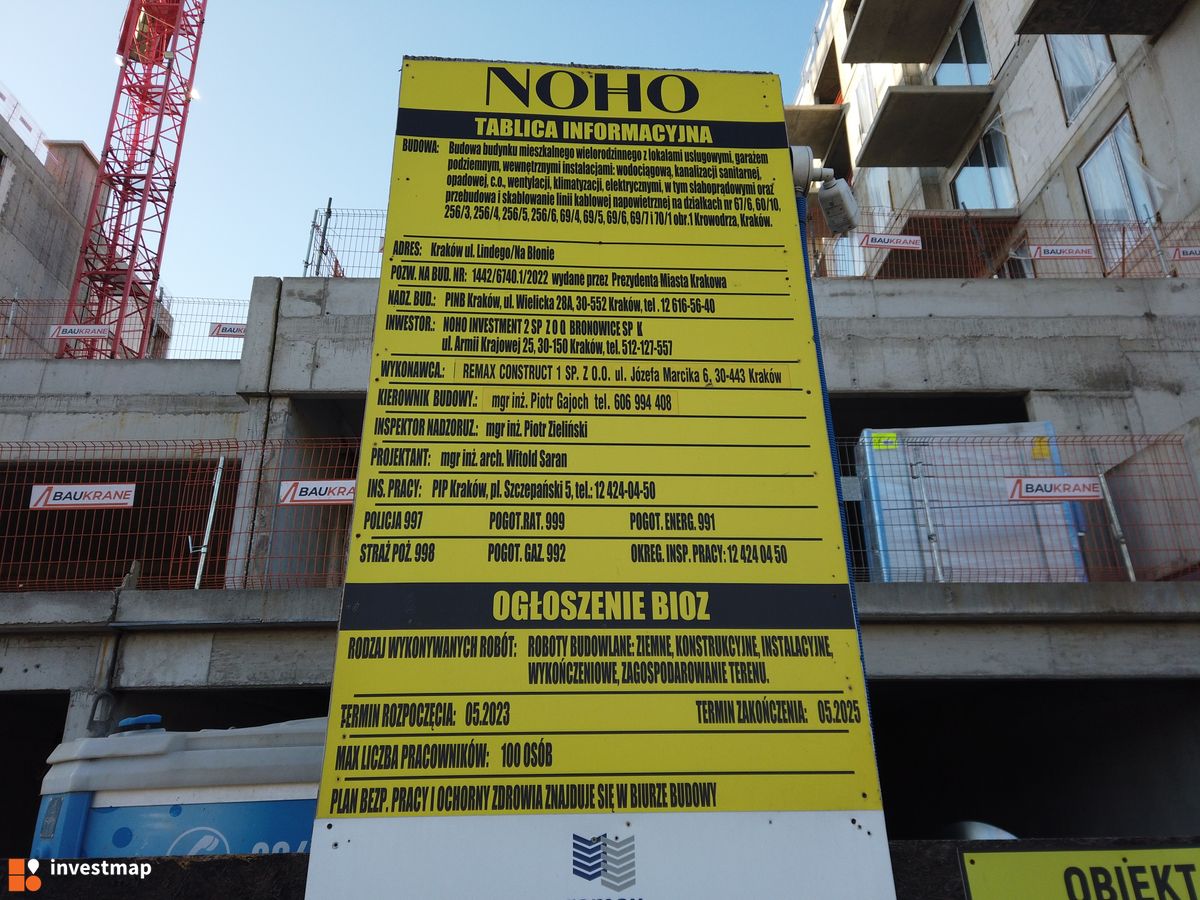 NOHO
TABLICA INFORMACYJNA
BUDOWA: Budowa budynku mieszkalnego wielorodzinnego z lokalami usługowymi, garażem
podziemnym, wewnętrznymi instalacjami: wodociągową, kanalizacji sanitarnej,
opadowej, c.o., wentylacji, klimatyzacji, elektrycznymi, w tym słaboprądowymi oraz
przebudowa i skablowanie linii kablowej napowietrznej na działkach nr 67/6, 60/10,
256/3, 256/4, 256/5, 256/6, 69/4, 69/5, 69/6, 69/7 i 70/1 obr.1 Krowodrza, Kraków.
ADRES: Kraków ul. Lindego/Na Błonie
POZW. NA BUD. NR: 1442/6740.1/2022 wydane przez Prezydenta Miasta Krakowa
NADZ. BUD.: PINB Kraków, ul. Wielicka 28A, 30-552 Kraków, tel. 12 616-56-40
INWESTOR.: NOHO INVESTMENT 2 SP Z O O BRONOWICE SP K
ul. Armii Krajowej 25, 30-150 Kraków, tel. 512-127-557
WYKONAWCA.: REMAX CONSTRUCT 1 SP. Z O.O. ul. Józefa Marcika 6, 30-443 Kraków
KIEROWNIK BUDOWY.: mgr inż. Piotr Gajoch tel. 606 994 408
INSPEKTOR NADZORUZ.: mgr inż. Piotr Zieliński
PROJEKTANT: mgr inż. arch. Witold Saran
INS. PRACY: PIP Kraków, pl. Szczepański 5, tel.: 12 424-04-50
POLICJA 997 POGOT.RAT. 999 POGOT. ENERG. 991
STRAŻ POŻ. 998 POGOT. GAZ. 992 OKREG. INSP. PRACY: 12 424 04 50
OGŁOSZENIE BIOZ
RODZAJ WYKONYWANYCH ROBÓT: ROBOTY BUDOWLANE: ZIEMNE, KONSTRUKCYJNE, INSTALACYJNE,
WYKOŃCZENIOWE, ZAGOSPODAROWANIE TERENU.
TERMIN ROZPOCZĘCIA: 05.2023 TERMIN ZAKOŃCZENIA: 05.2025
MAX LICZBA PRACOWNIKÓW: 100 OSÓB
PLAN BEZP. PRACY I OCHORNY ZDROWIA ZNAJDUJE SIĘ W BIURZE BUDOWY
BAUKRANE
BAUKRANE
BAUKRANE
BAUKRANE
BAUKRANE
BAUKRANE
OBIEKT
investmap